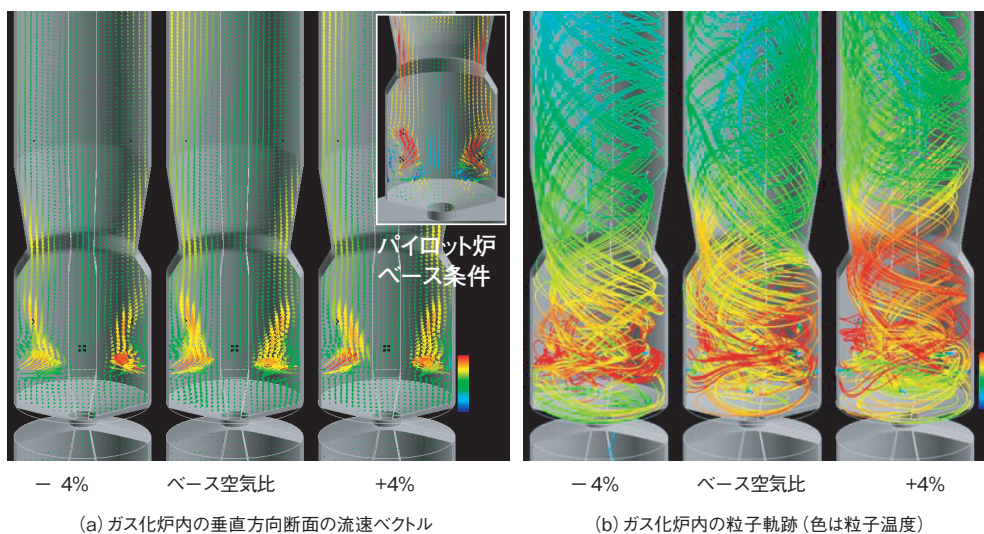 パイロット炉
ベース条件
− 4%
ベース空気比
+4%
−4%
ベース空気比
+4%
(a) ガス化炉内の垂直方向断面の流速ベクトル
(b) ガス化炉内の粒子軌跡 (色は粒子温度)